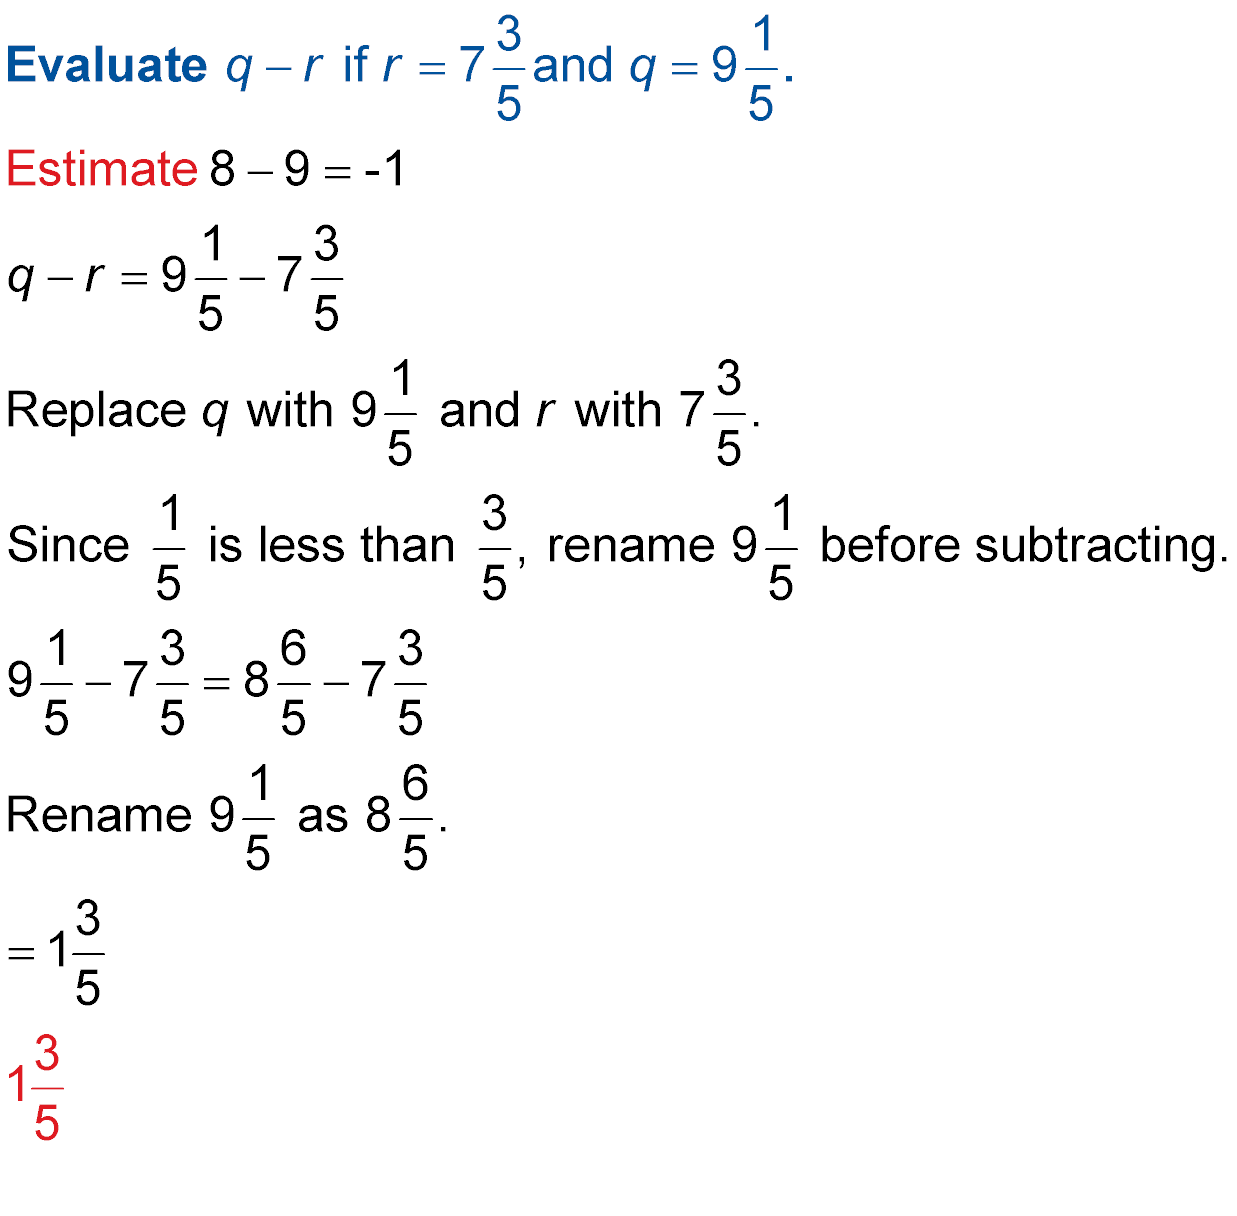 Evaluate q – r if r = 7 3/5 and q = 9 1/5.
Estimate 8 – 9 = -1
q – r = 9 1/5 – 7 3/5
Replace q with 9 1/5 and r with 7 3/5.
Since 1/5 is less than 3/5, rename 9 1/5 before subtracting.
9 1/5 – 7 3/5 = 8 6/5 – 7 3/5
Rename 9 1/5 as 8 6/5.
= 1 3/5
1 3/5